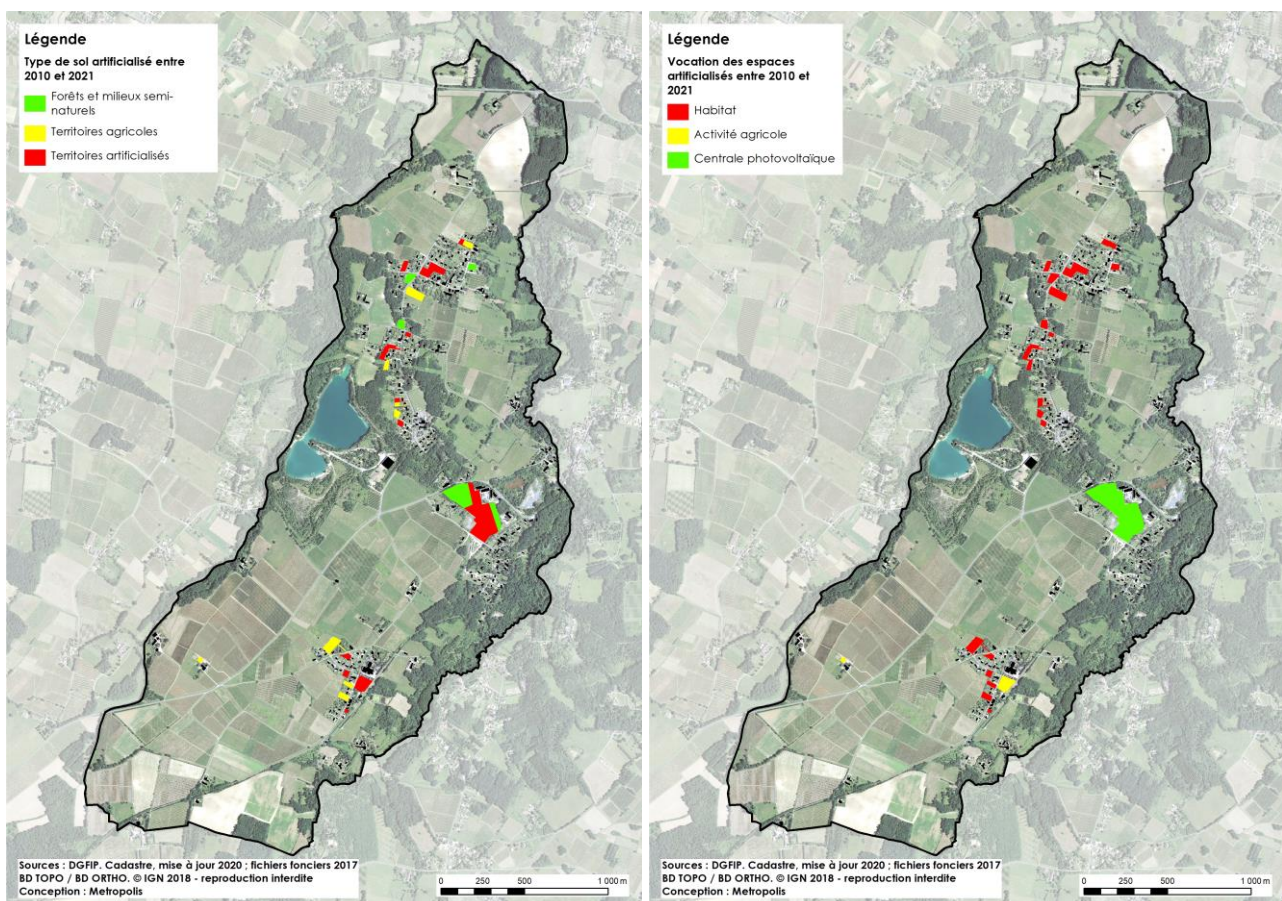 Légende
Type de sol artificialisé entre
2010 et 2021
Forêts et milieux semi-
naturels
Territoires agricoles
Territoires artificialisés
Sources : DGFIP. Cadastre, mise à jour 2020 ; fichiers fonciers 2017
BD TOPO / BD ORTHO. © IGN 2018 - reproduction interdite
Conception : Metropolis
0 250 500 1 000 m
Légende
Vocation des espaces
artificialisés entre 2010 et
2021
Habitat
Activité agricole
Centrale photovoltaïque
Sources : DGFIP. Cadastre, mise à jour 2020 ; fichiers fonciers 2017
BD TOPO / BD ORTHO. © IGN 2018 - reproduction interdite
Conception : Metropolis
0 250 500 1 000 m